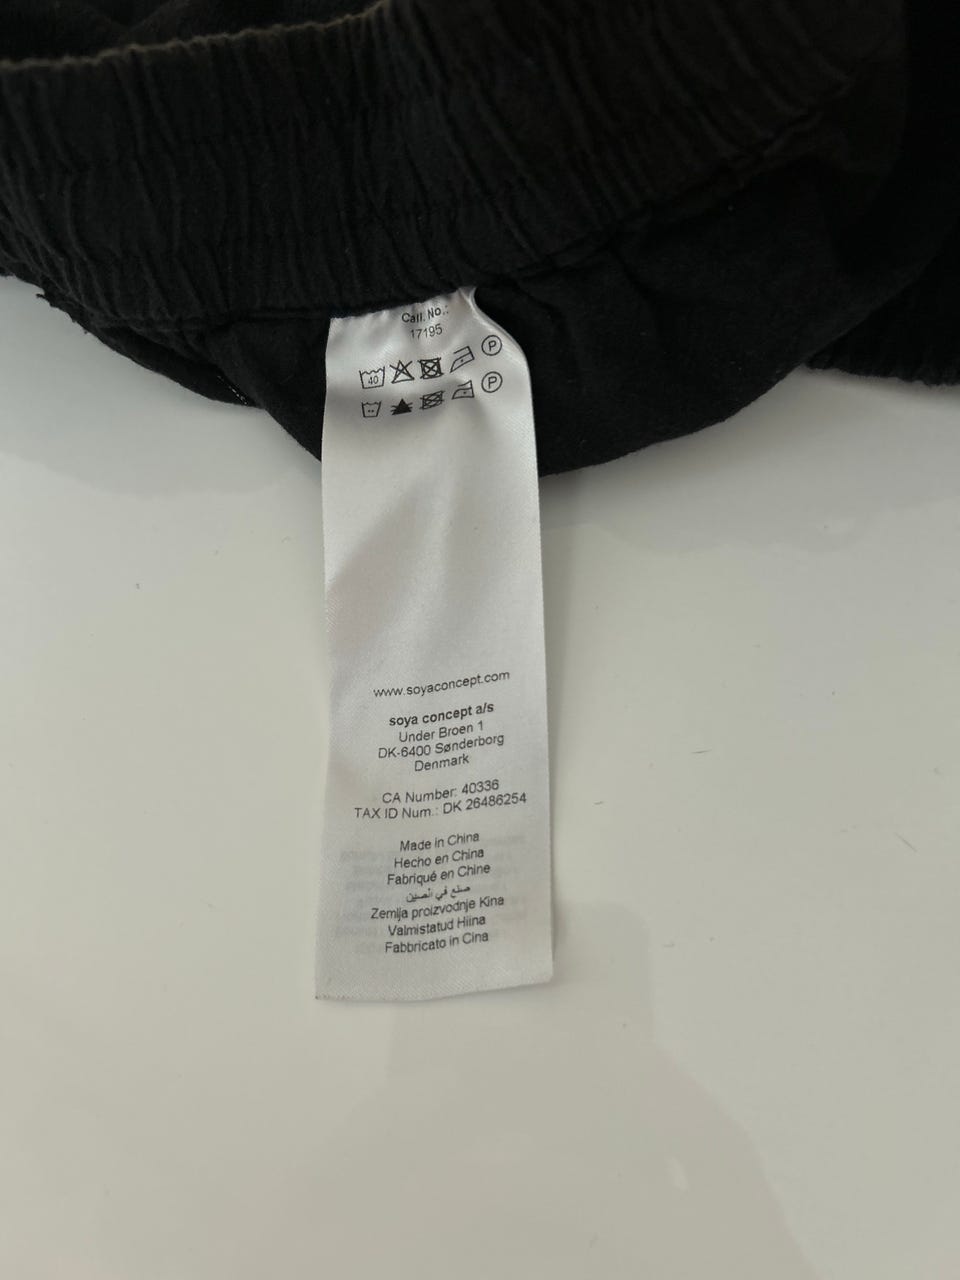 Call. No.:
17195
40 P
P
www.soyaconcept.com
soya concept a/s
Under Broen 1
DK-6400 Sønderborg
Denmark
CA Number: 40336
TAX ID Num.: DK 26486254
Made in China
Hecho en China
Fabriqué en Chine
صنع في الصين
Zemlja proizvodnje Kina
Valmistatud Hiina
Fabbricato in Cina